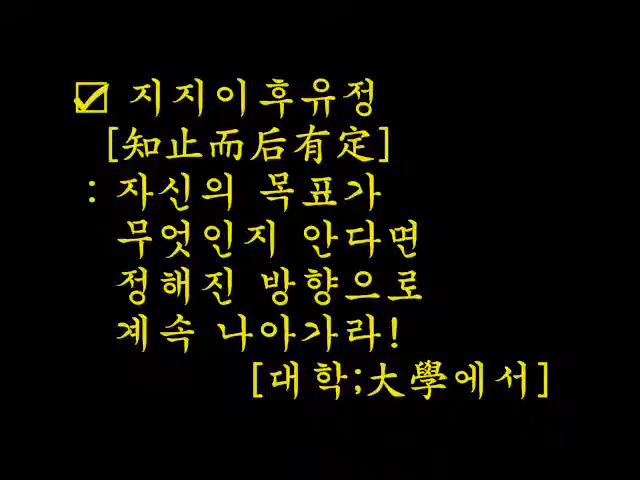 ☑ 지지이후유정
[知止而后有定]
: 자신의 목표가
무엇인지 안다면
정해진 방향으로
계속 나아가라!
[대학;大學에서]